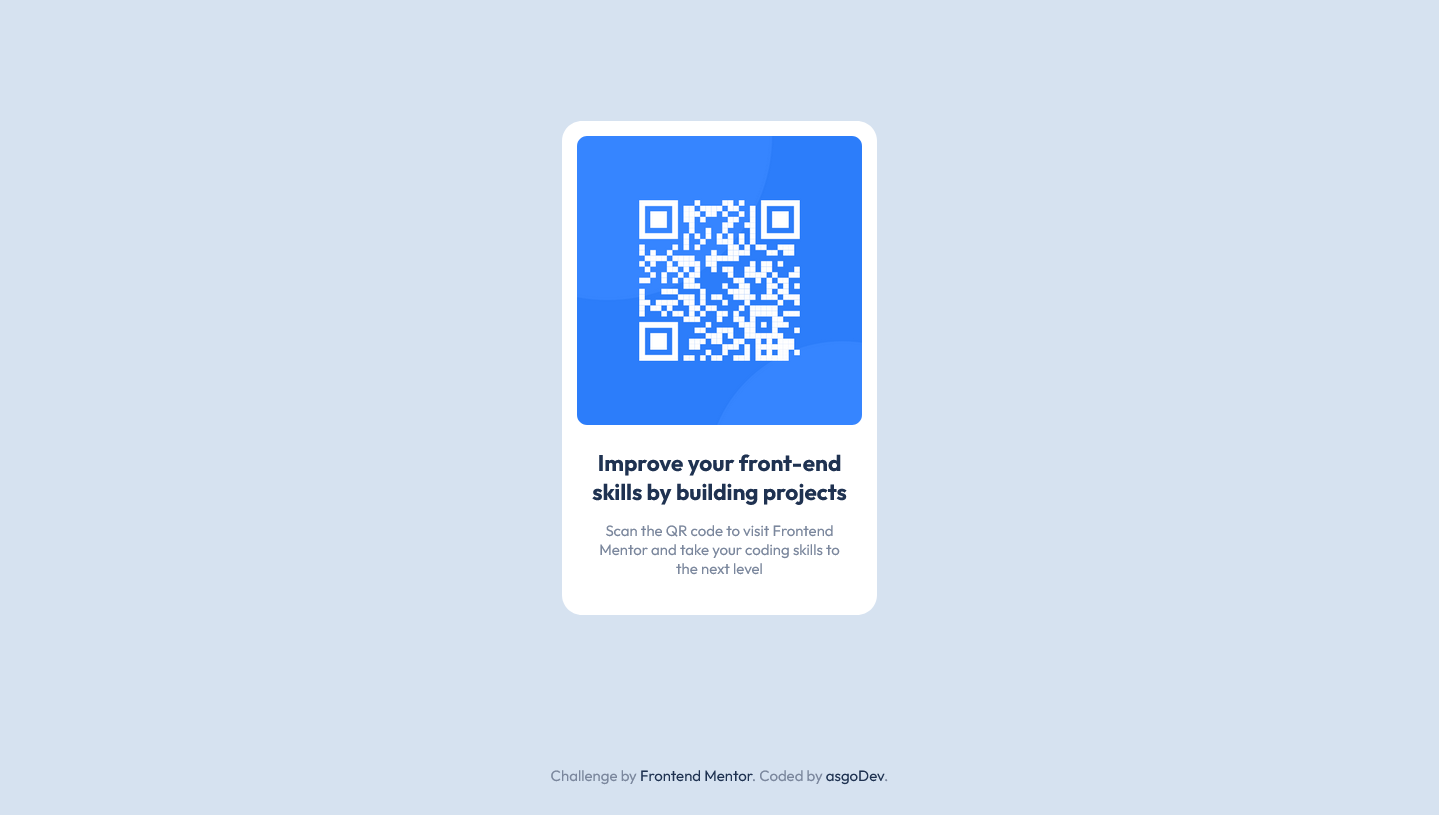 Improve your front-end
skills by building projects
Scan the QR code to visit Frontend
Mentor and take your coding skills to
the next level
Challenge by Frontend Mentor. Coded by asgoDev.